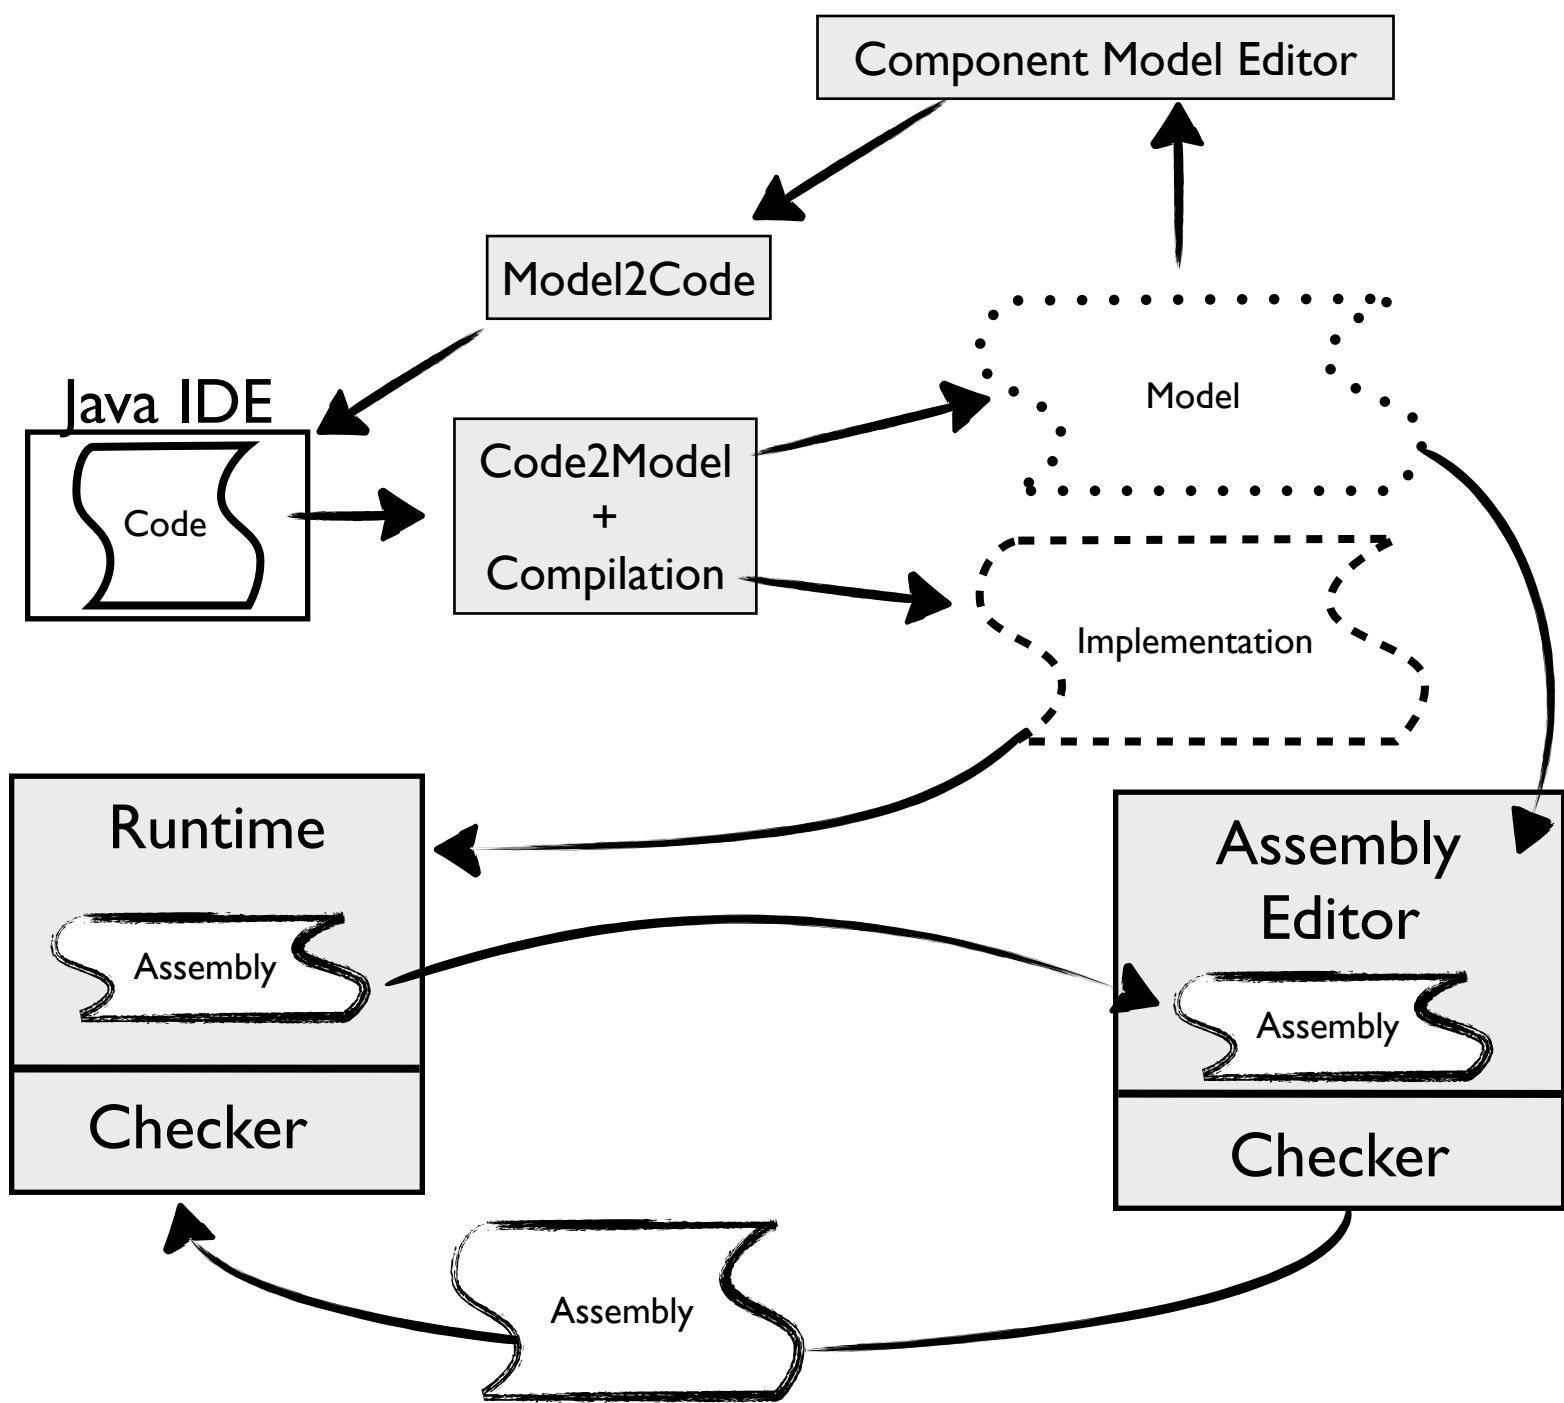 Component Model Editor
Model2Code
Java IDE
Code
Code2Model
+
Compilation
Model
Implementation
Runtime
Assembly
Checker
Assembly
Editor
Assembly
Checker
Assembly